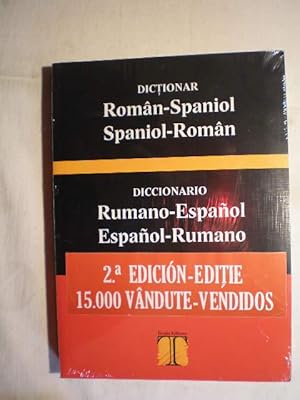 DICȚIONAR
Român-Spaniol
Spaniol-Român
DICCIONARIO
Rumano-Español
Español-Rumano
2.ª EDICIÓN-EDIȚIE
15.000 VÂNDUTE-VENDIDOS